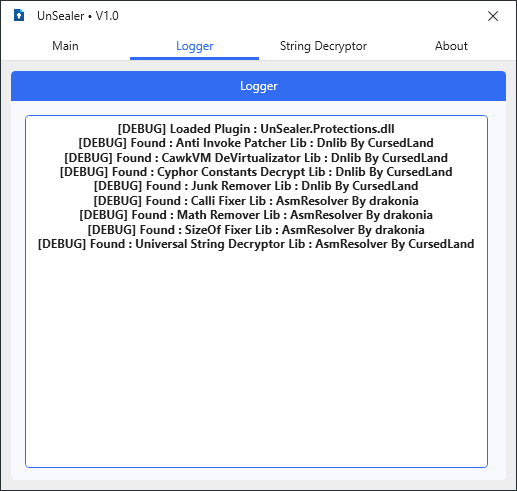 UnSealer • V1.0
Main
Logger
String Decryptor
About
Logger
[DEBUG] Loaded Plugin : UnSealer.Protections.dll
[DEBUG] Found : Anti Invoke Patcher Lib : Dnlib By CursedLand
[DEBUG] Found : CawkVM DeVirtualizator Lib : Dnlib By CursedLand
[DEBUG] Found : Cyphor Constants Decrypt Lib : Dnlib By CursedLand
[DEBUG] Found : Junk Remover Lib : Dnlib By CursedLand
[DEBUG] Found : Calli Fixer Lib : AsmResolver By drakonia
[DEBUG] Found : Math Remover Lib : AsmResolver By drakonia
[DEBUG] Found : SizeOf Fixer Lib : AsmResolver By drakonia
[DEBUG] Found : Universal String Decryptor Lib : AsmResolver By CursedLand